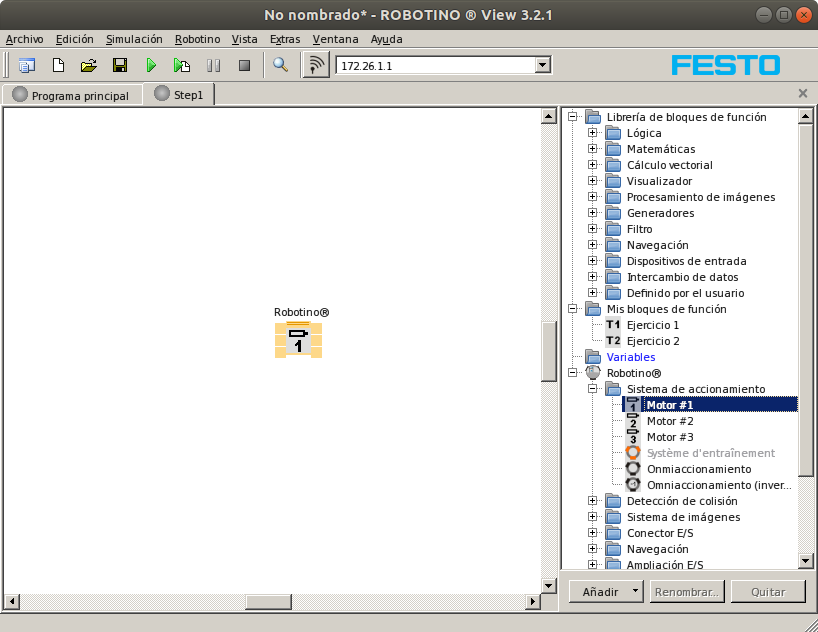 No nombrado* - ROBOTINO ® View 3.2.1
Archivo Edición Simulación Robotino Vista Extras Ventana Ayuda
172.26.1.1
FESTO
Programa principal
Step1
Robotino®
1
Librería de bloques de función
Lógica
Matemáticas
Cálculo vectorial
Visualizador
Procesamiento de imágenes
Generadores
Filtro
Navegación
Dispositivos de entrada
Intercambio de datos
Definido por el usuario
Mis bloques de función
T1 Ejercicio 1
T2 Ejercicio 2
Variables
Robotino®
Sistema de accionamiento
1 Motor #1
2 Motor #2
3 Motor #3
Système d'entraînement
Onmiaccionamiento
Omniaccionamiento (inver...
Detección de colisión
Sistema de imágenes
Conector E/S
Navegación
Ampliación E/S
Añadir
Renombrar...
Quitar